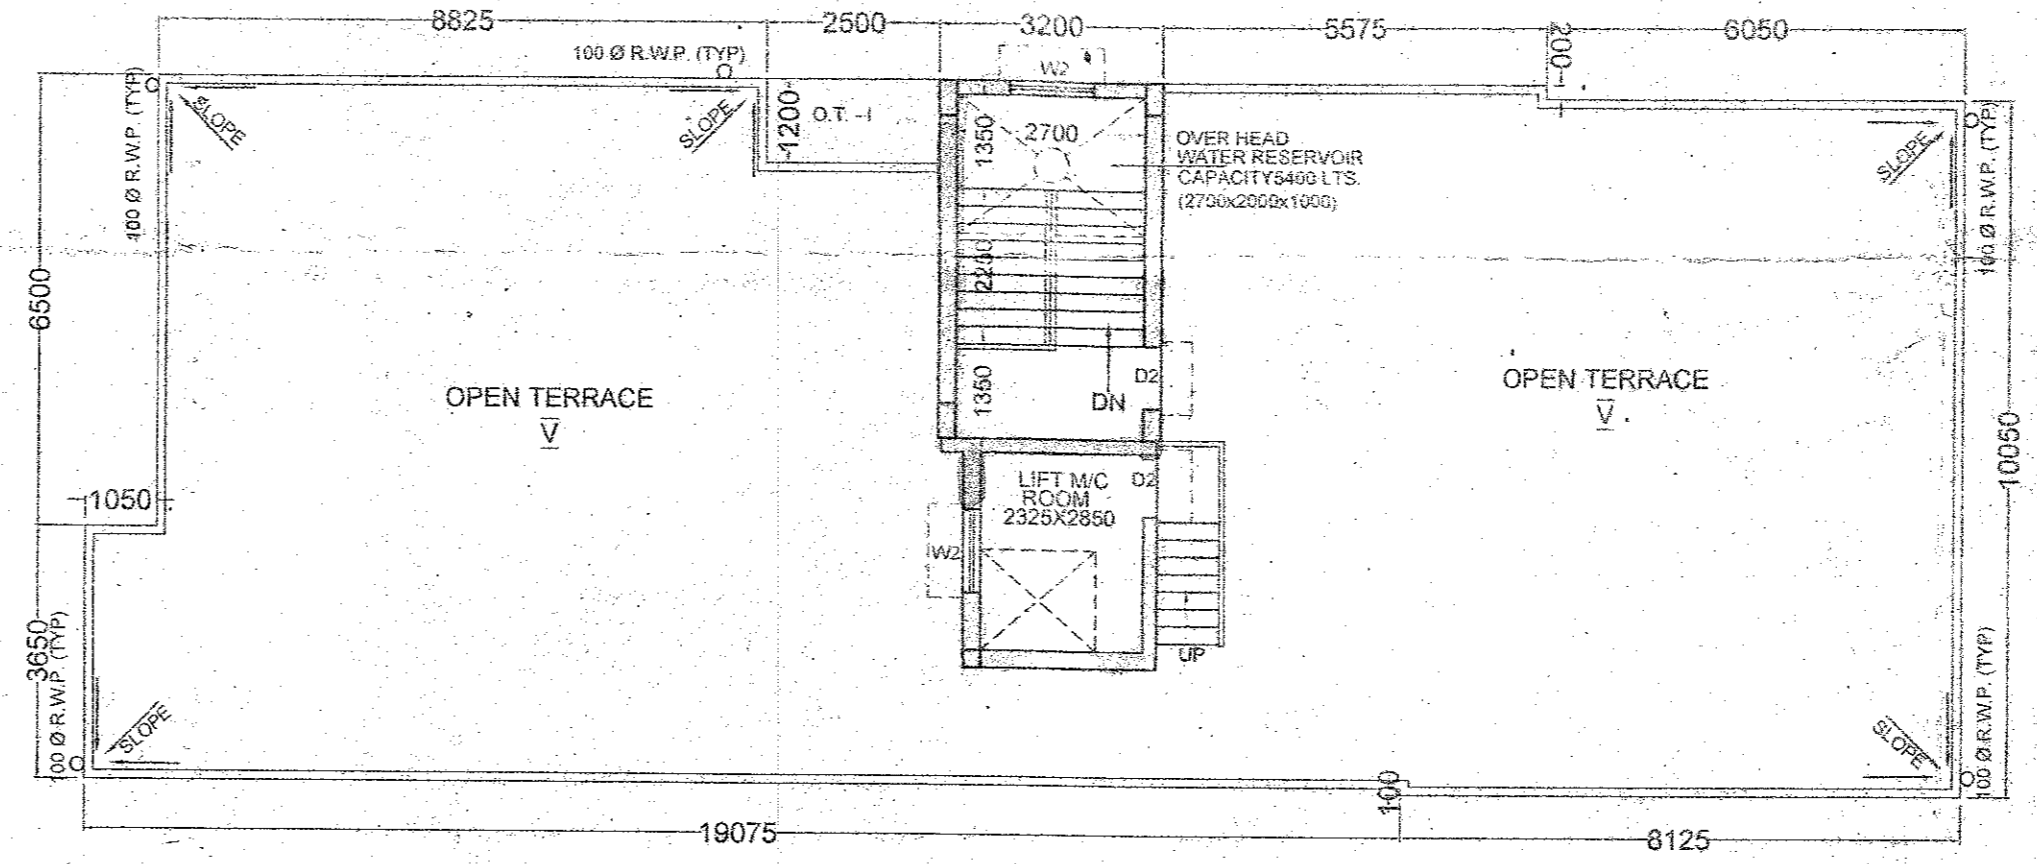 8825
2500
3200
5575
200
6050
100 Ø R.W.P. (TYP)
W2
100 Ø R.W.P. (TYP)
SLOPE
SLOPE
1200
O.T. -I
1350
2700
OVER HEAD
WATER RESERVOIR
CAPACITY5400 LTS.
(2700x2000x1000)
SLOPE
100 Ø R.W.P. (TYP)
6500
2250
OPEN TERRACE
V
1350
D2
DN
OPEN TERRACE
V
10050
1050
LIFT M/C
ROOM
2325X2850
D2
W2
UP
3650
100 Ø R.W.P. (TYP)
SLOPE
SLOPE
100 Ø R.W.P. (TYP)
100
19075
8125